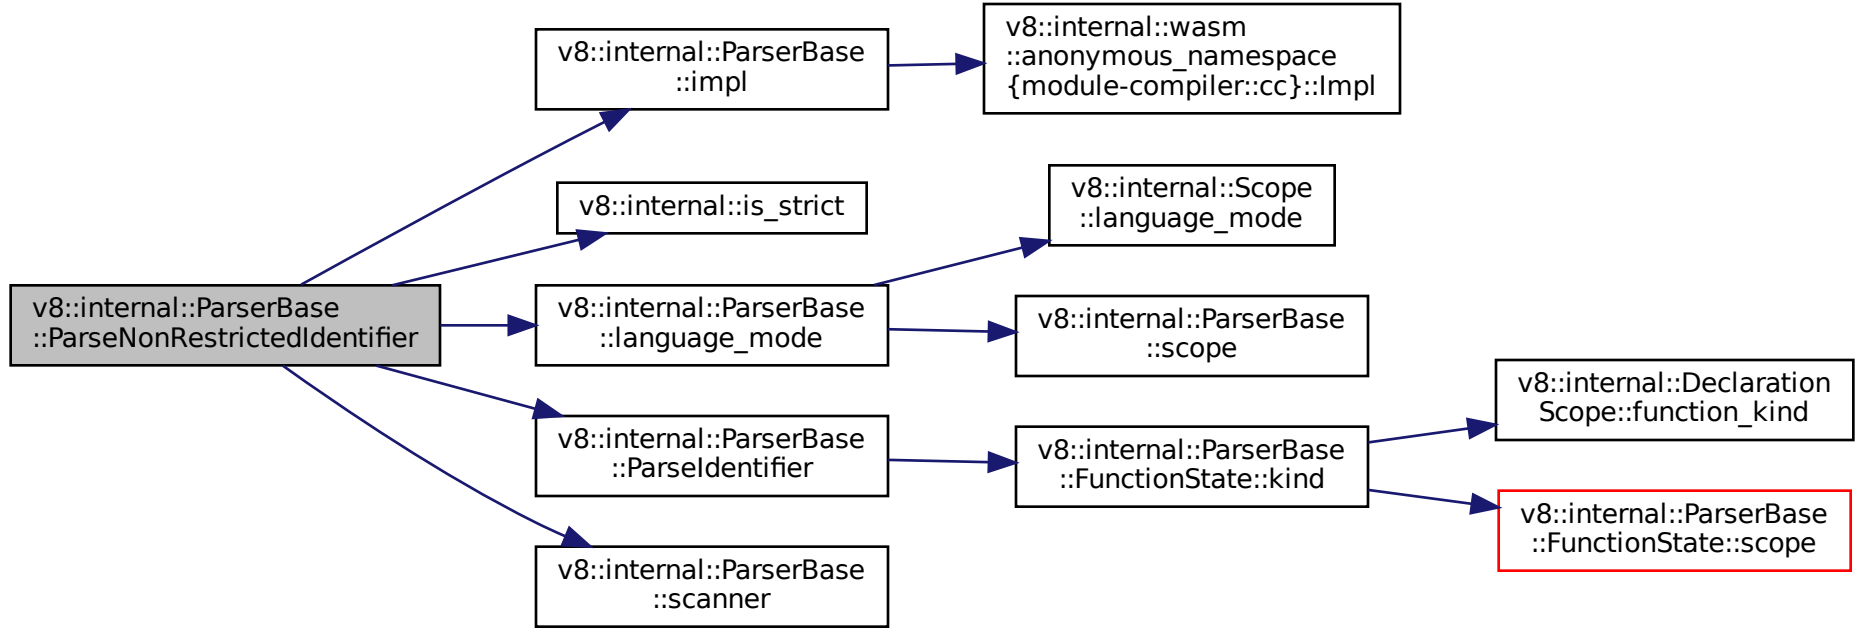 v8::internal::ParserBase
::ParseNonRestrictedIdentifier
v8::internal::ParserBase
::impl
v8::internal::wasm
::anonymous_namespace
{module-compiler::cc}::Impl
v8::internal::is_strict
v8::internal::ParserBase
::language_mode
v8::internal::Scope
::language_mode
v8::internal::ParserBase
::scope
v8::internal::ParserBase
::ParseIdentifier
v8::internal::ParserBase
::FunctionState::kind
v8::internal::Declaration
Scope::function_kind
v8::internal::ParserBase
::FunctionState::scope
v8::internal::ParserBase
::scanner